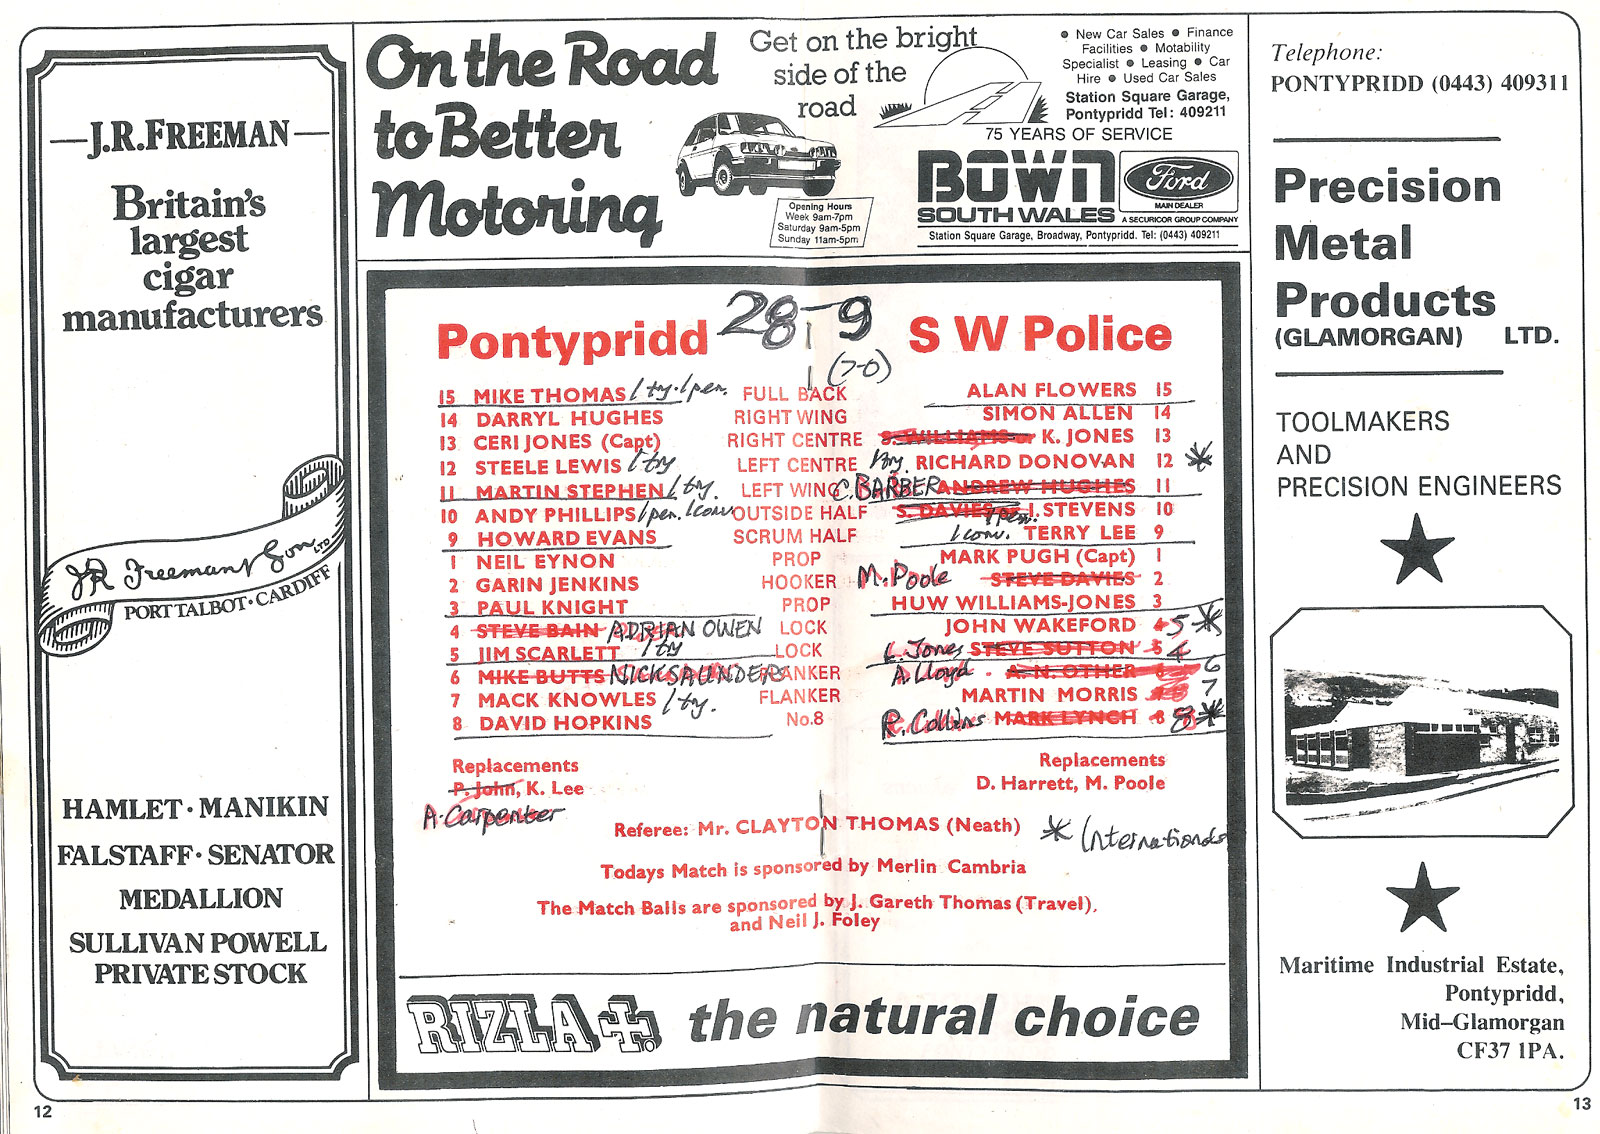 J.R.FREEMAN
Britain's
largest
cigar
manufacturers
JR Freeman & Son LTD
PORT TALBOT · CARDIFF
HAMLET · MANIKIN
FALSTAFF · SENATOR
MEDALLION
SULLIVAN POWELL
PRIVATE STOCK
12
On the Road
to Better
Motoring
Get on the bright
side of the
road
Opening Hours
Week 9am-7pm
Saturday 9am-5pm
Sunday 11am-5pm
● New Car Sales ● Finance
Facilities ● Motability
Specialist ● Leasing ● Car
Hire ● Used Car Sales
Station Square Garage,
Pontypridd Tel: 409211
75 YEARS OF SERVICE
BOWN
SOUTH WALES
Ford
MAIN DEALER
A SECURICOR GROUP COMPANY
Station Square Garage, Broadway, Pontypridd. Tel: (0443) 409211
Pontypridd 28-9 S W Police
(7-0)
15 MIKE THOMAS 1 try. 1 pen. FULL BACK ALAN FLOWERS 15
14 DARRYL HUGHES RIGHT WING SIMON ALLEN 14
13 CERI JONES (Capt) RIGHT CENTRE S. WILLIAMS or K. JONES 13
12 STEELE LEWIS 1 try LEFT CENTRE 1 try. RICHARD DONOVAN 12 *
11 MARTIN STEPHEN 1 try. LEFT WING C. BARBER ANDREW HUGHES 11
10 ANDY PHILLIPS 1 pen. 1 conv OUTSIDE HALF S. DAVIES or I. STEVENS 10
1 pen.
9 HOWARD EVANS SCRUM HALF 1 conv. TERRY LEE 9
1 NEIL EYNON PROP MARK PUGH (Capt) 1
2 GARIN JENKINS HOOKER M. Poole STEVE DAVIES 2
3 PAUL KNIGHT PROP HUW WILLIAMS-JONES 3
4 STEVE BAIN ADRIAN OWEN LOCK JOHN WAKEFORD 4 5 *
5 JIM SCARLETT 1 try LOCK L. Jones STEVE SUTTON 5 4
6 MIKE BUTTS NICK SAUNDERS FLANKER A. Lloyd A. N. OTHER 6 6
7 MACK KNOWLES 1 try. FLANKER MARTIN MORRIS 7
8 DAVID HOPKINS No.8 R. Collins MARK LYNCH 8 8 *
Replacements
P. John, K. Lee
A. Carpenter
Replacements
D. Harrett, M. Poole
Referee: Mr. CLAYTON THOMAS (Neath)
* Internationals
Todays Match is sponsored by Merlin Cambria
The Match Balls are sponsored by J. Gareth Thomas (Travel),
and Neil J. Foley
RIZLA+. the natural choice
Telephone:
PONTYPRIDD (0443) 409311
Precision
Metal
Products
(GLAMORGAN) LTD.
TOOLMAKERS
AND
PRECISION ENGINEERS
Maritime Industrial Estate,
Pontypridd,
Mid–Glamorgan
CF37 1PA.
13